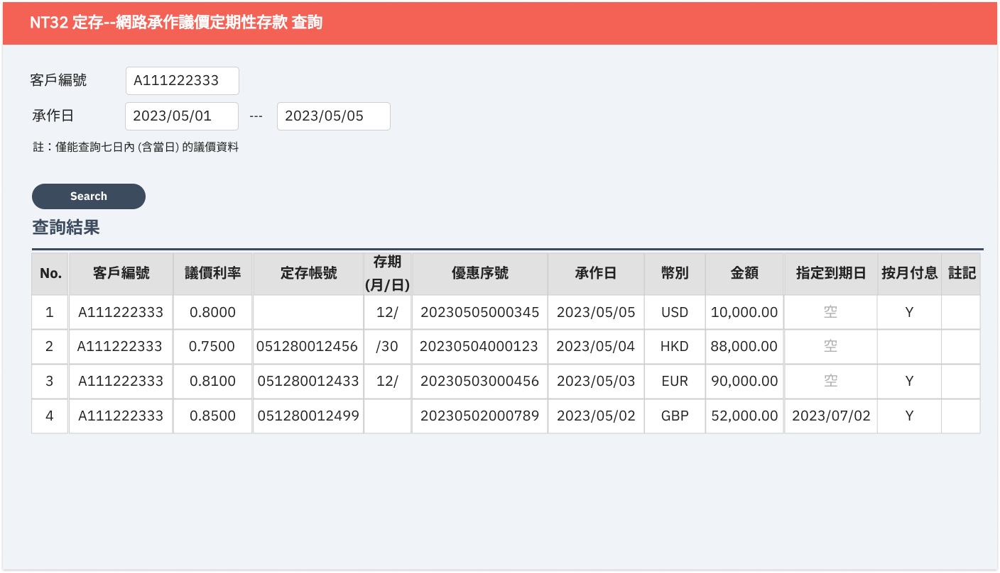 NT32 定存--網路承作議價定期性存款 查詢
客戶編號 A111222333
承作日 2023/05/01 --- 2023/05/05
註：僅能查詢七日內 (含當日) 的議價資料
Search
查詢結果
No. 客戶編號 議價利率 定存帳號 存期 (月/日) 優惠序號 承作日 幣別 金額 指定到期日 按月付息 註記
1 A111222333 0.8000 12/ 20230505000345 2023/05/05 USD 10,000.00 空 Y
2 A111222333 0.7500 051280012456 /30 20230504000123 2023/05/04 HKD 88,000.00 空
3 A111222333 0.8100 051280012433 12/ 20230503000456 2023/05/03 EUR 90,000.00 空 Y
4 A111222333 0.8500 051280012499 20230502000789 2023/05/02 GBP 52,000.00 2023/07/02 Y